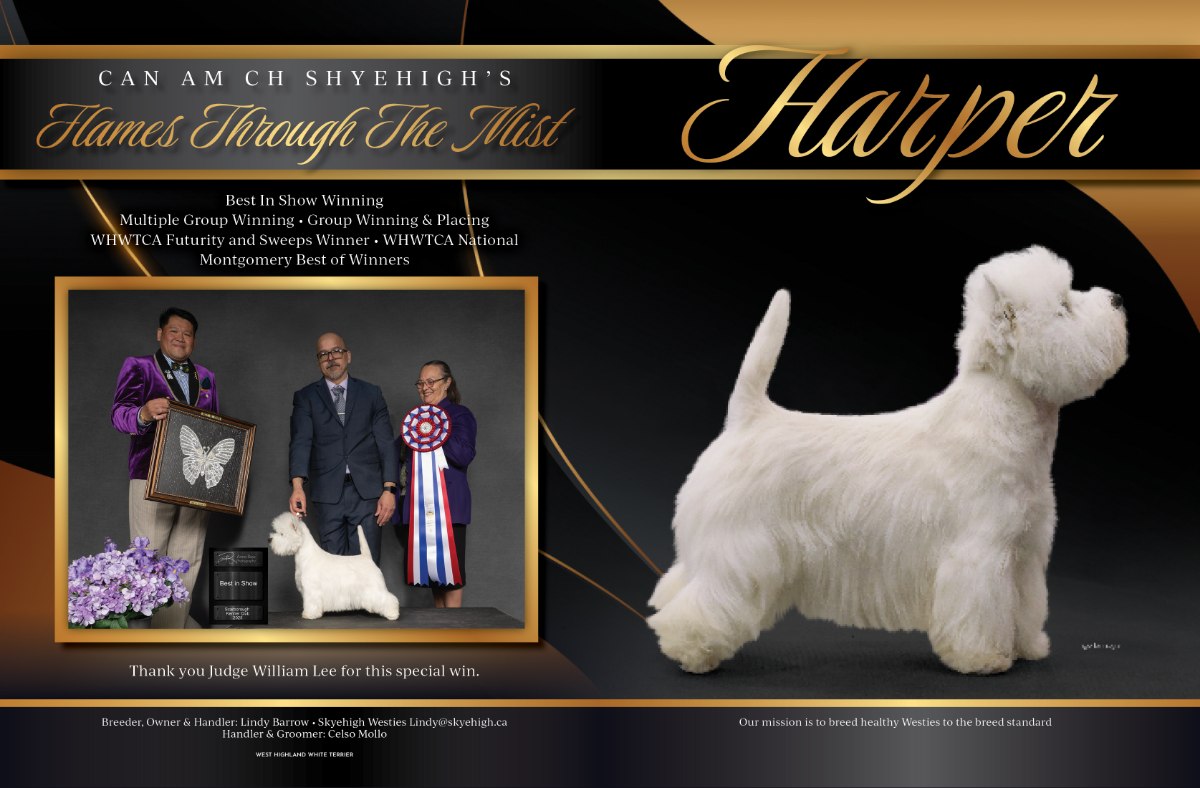 CAN AM CH SHYEHIGH'S
Flames Through The Mist
Harper
Best In Show Winning
Multiple Group Winning • Group Winning & Placing
WHWTCA Futurity and Sweeps Winner • WHWTCA National
Montgomery Best of Winners
Best in Show
Scarborough
Kennel Club
Thank you Judge William Lee for this special win.
Breeder, Owner & Handler: Lindy Barrow • Skyehigh Westies Lindy@skyehigh.ca
Handler & Groomer: Celso Mollo
WEST HIGHLAND WHITE TERRIER
Our mission is to breed healthy Westies to the breed standard